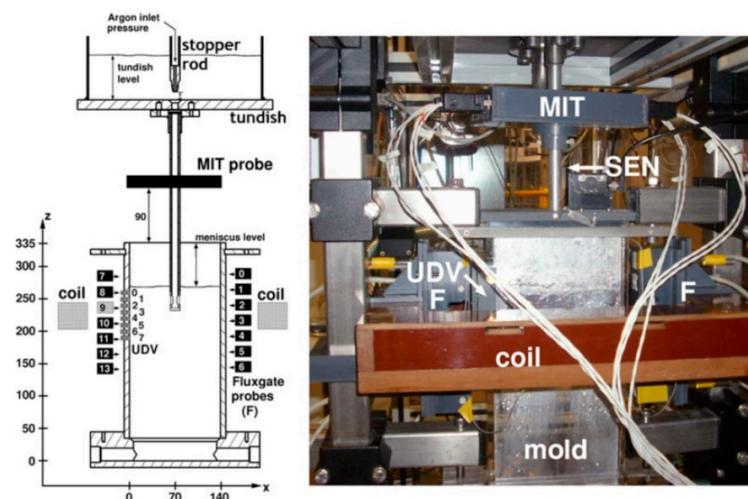 Argon inlet
pressure
stopper
rod
tundish
level
tundish
MIT probe
z
90
335
meniscus level
300
250
200
150
100
50
0
7
8
9
10
11
12
13
coil
0
1
2
3
4
5
6
7
UDV
0
1
2
3
4
5
6
coil
Fluxgate
probes
(F)
0
70
140
x
MIT
SEN
UDV
F
F
coil
mold